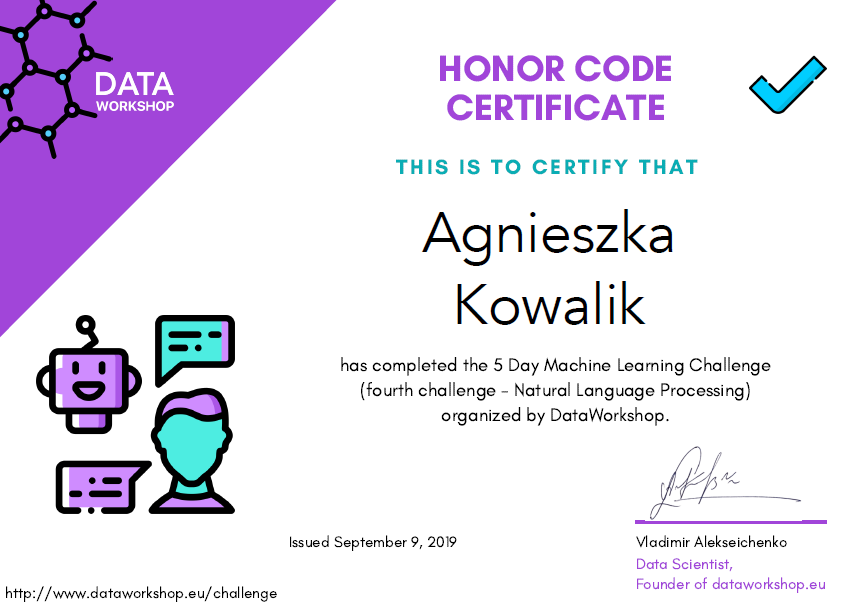 DATA
WORKSHOP
HONOR CODE
CERTIFICATE
THIS IS TO CERTIFY THAT
Agnieszka
Kowalik
has completed the 5 Day Machine Learning Challenge
(fourth challenge – Natural Language Processing)
organized by DataWorkshop.
Issued September 9, 2019
Vladimir Alekseichenko
Data Scientist,
Founder of dataworkshop.eu
http://www.dataworkshop.eu/challenge